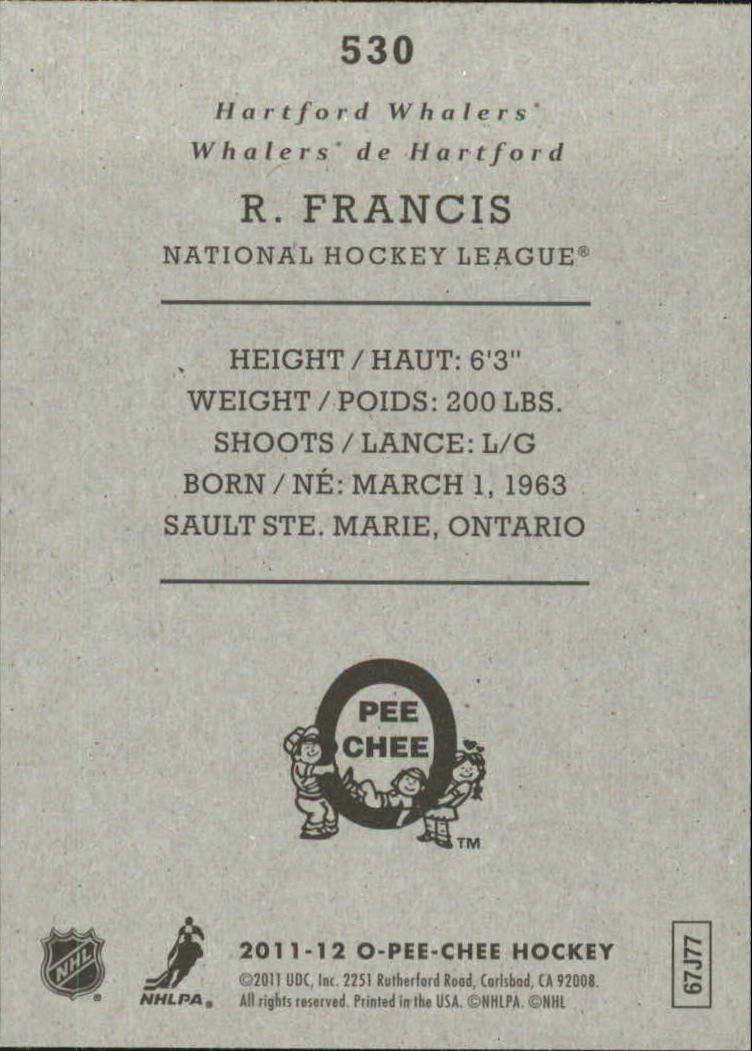 530
Hartford Whalers*
Whalers* de Hartford
R. FRANCIS
NATIONAL HOCKEY LEAGUE®
HEIGHT / HAUT: 6'3"
WEIGHT / POIDS: 200 LBS.
SHOOTS / LANCE: L/G
BORN / NÉ: MARCH 1, 1963
SAULT STE. MARIE, ONTARIO
O
PEE
CHEE
TM
NHL
®
NHLPA®
2011-12 O-PEE-CHEE HOCKEY
©2011 UDC, Inc. 2251 Rutherford Road, Carlsbad, CA 92008.
All rights reserved. Printed in the USA. ©NHLPA. ©NHL
67J77